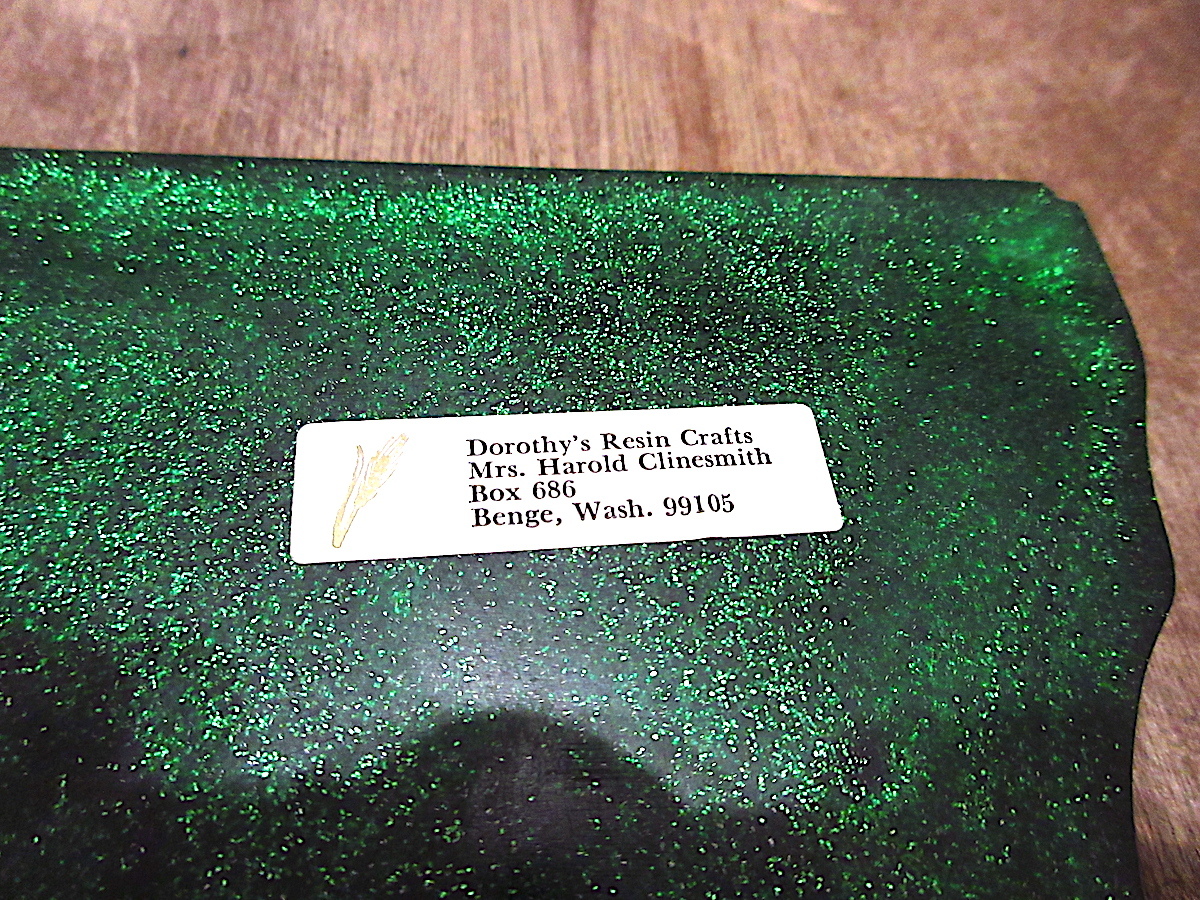 Dorothy's Resin Crafts
Mrs. Harold Clinesmith
Box 686
Benge, Wash. 99105